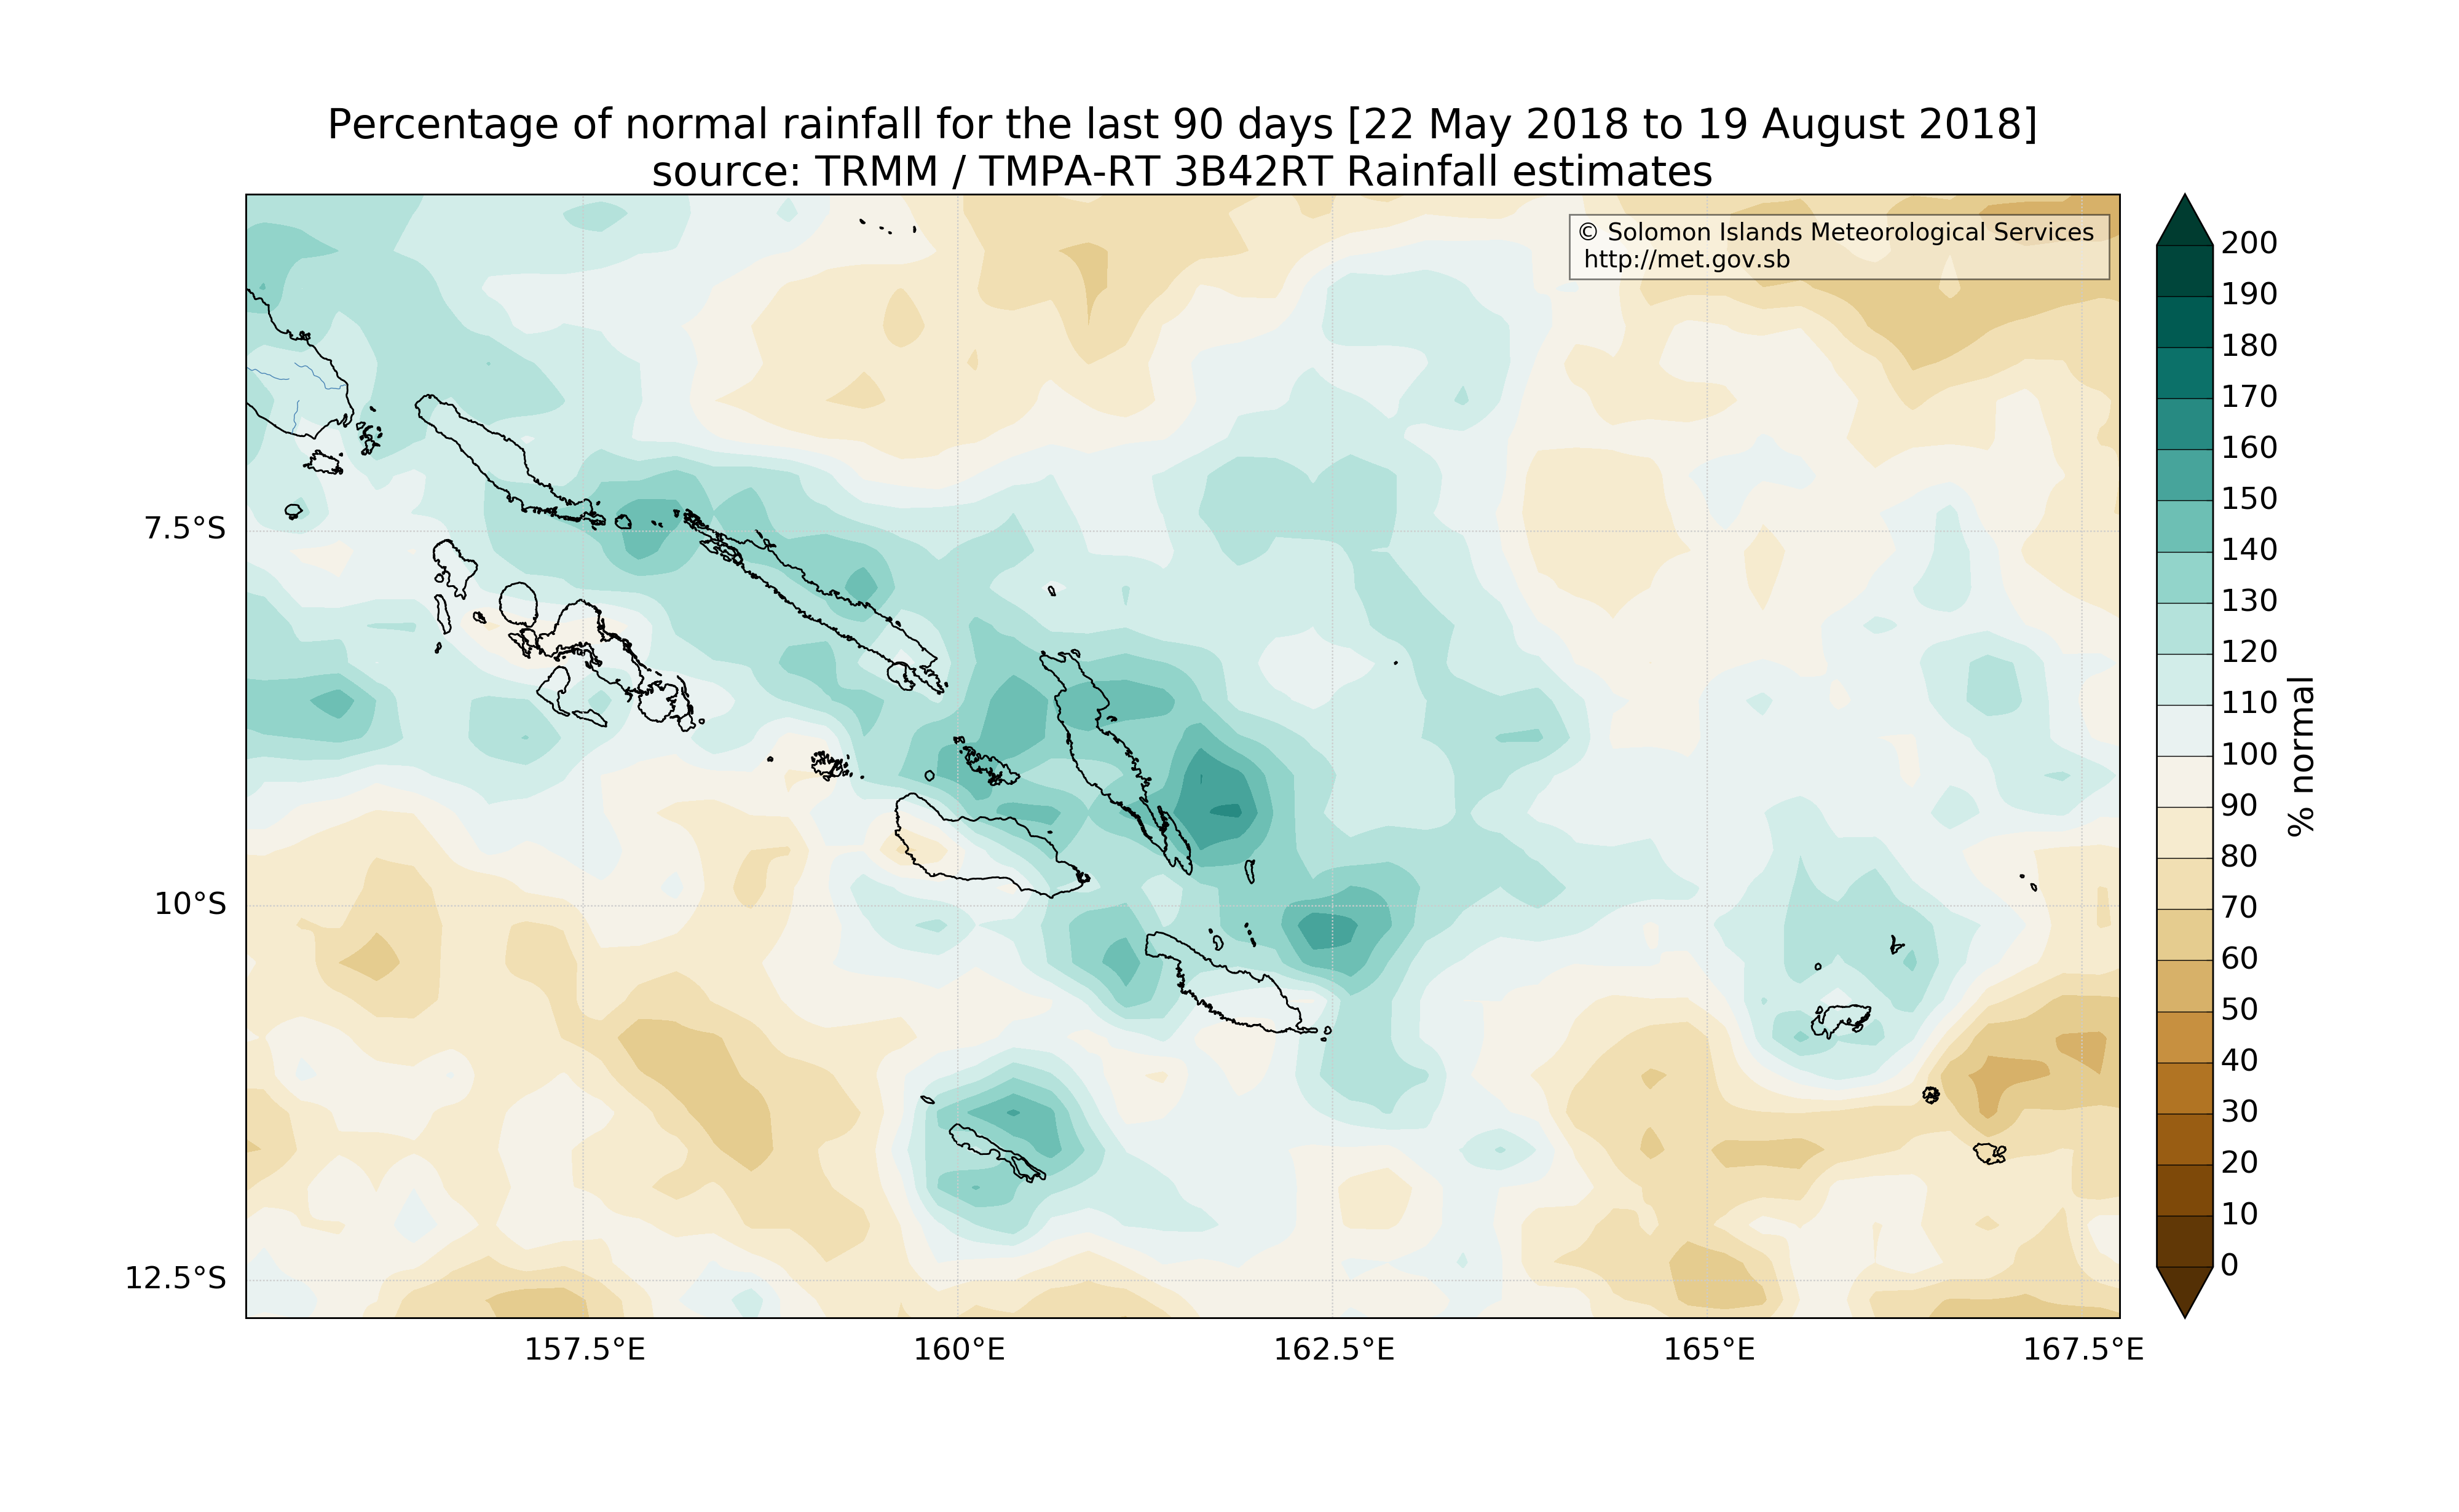 Percentage of normal rainfall for the last 90 days [22 May 2018 to 19 August 2018]
source: TRMM / TMPA-RT 3B42RT Rainfall estimates
© Solomon Islands Meteorological Services
http://met.gov.sb
7.5°S
10°S
12.5°S
157.5°E
160°E
162.5°E
165°E
167.5°E
200
190
180
170
160
150
140
130
120
110
100
90
80
70
60
50
40
30
20
10
0
% normal